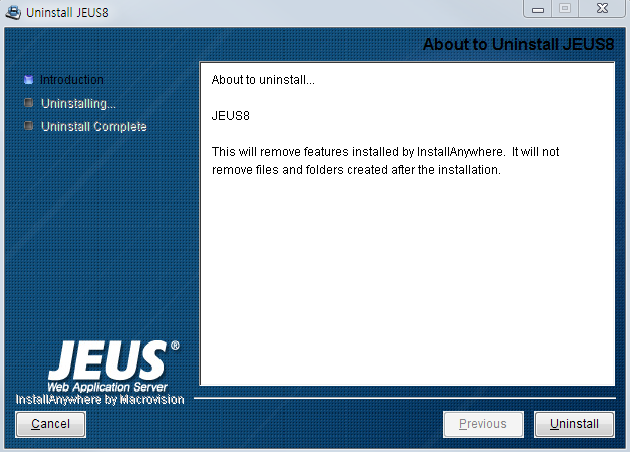 Uninstall JEUS8
About to Uninstall JEUS8
Introduction
Uninstalling...
Uninstall Complete
About to uninstall...
JEUS8
This will remove features installed by InstallAnywhere. It will not
remove files and folders created after the installation.
JEUS®
Web Application Server
InstallAnywhere by Macrovision
Cancel
Previous
Uninstall